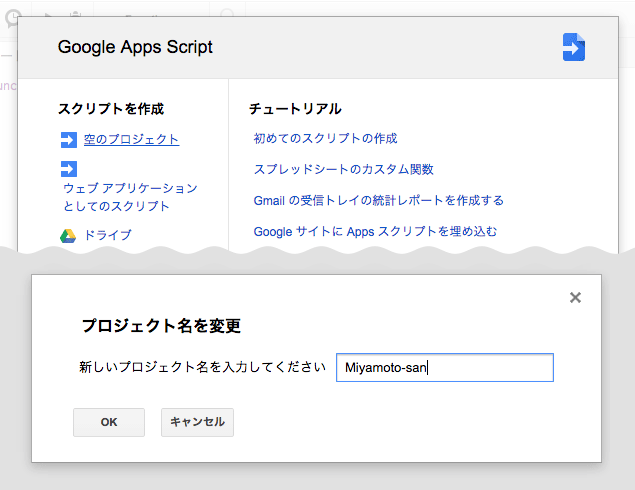 Google Apps Script
スクリプトを作成
空のプロジェクト
ウェブ アプリケーション
としてのスクリプト
ドライブ
チュートリアル
初めてのスクリプトの作成
スプレッドシートのカスタム関数
Gmail の受信トレイの統計レポートを作成する
Google サイトに Apps スクリプトを埋め込む
プロジェクト名を変更
新しいプロジェクト名を入力してください
Miyamoto-san
OK
キャンセル